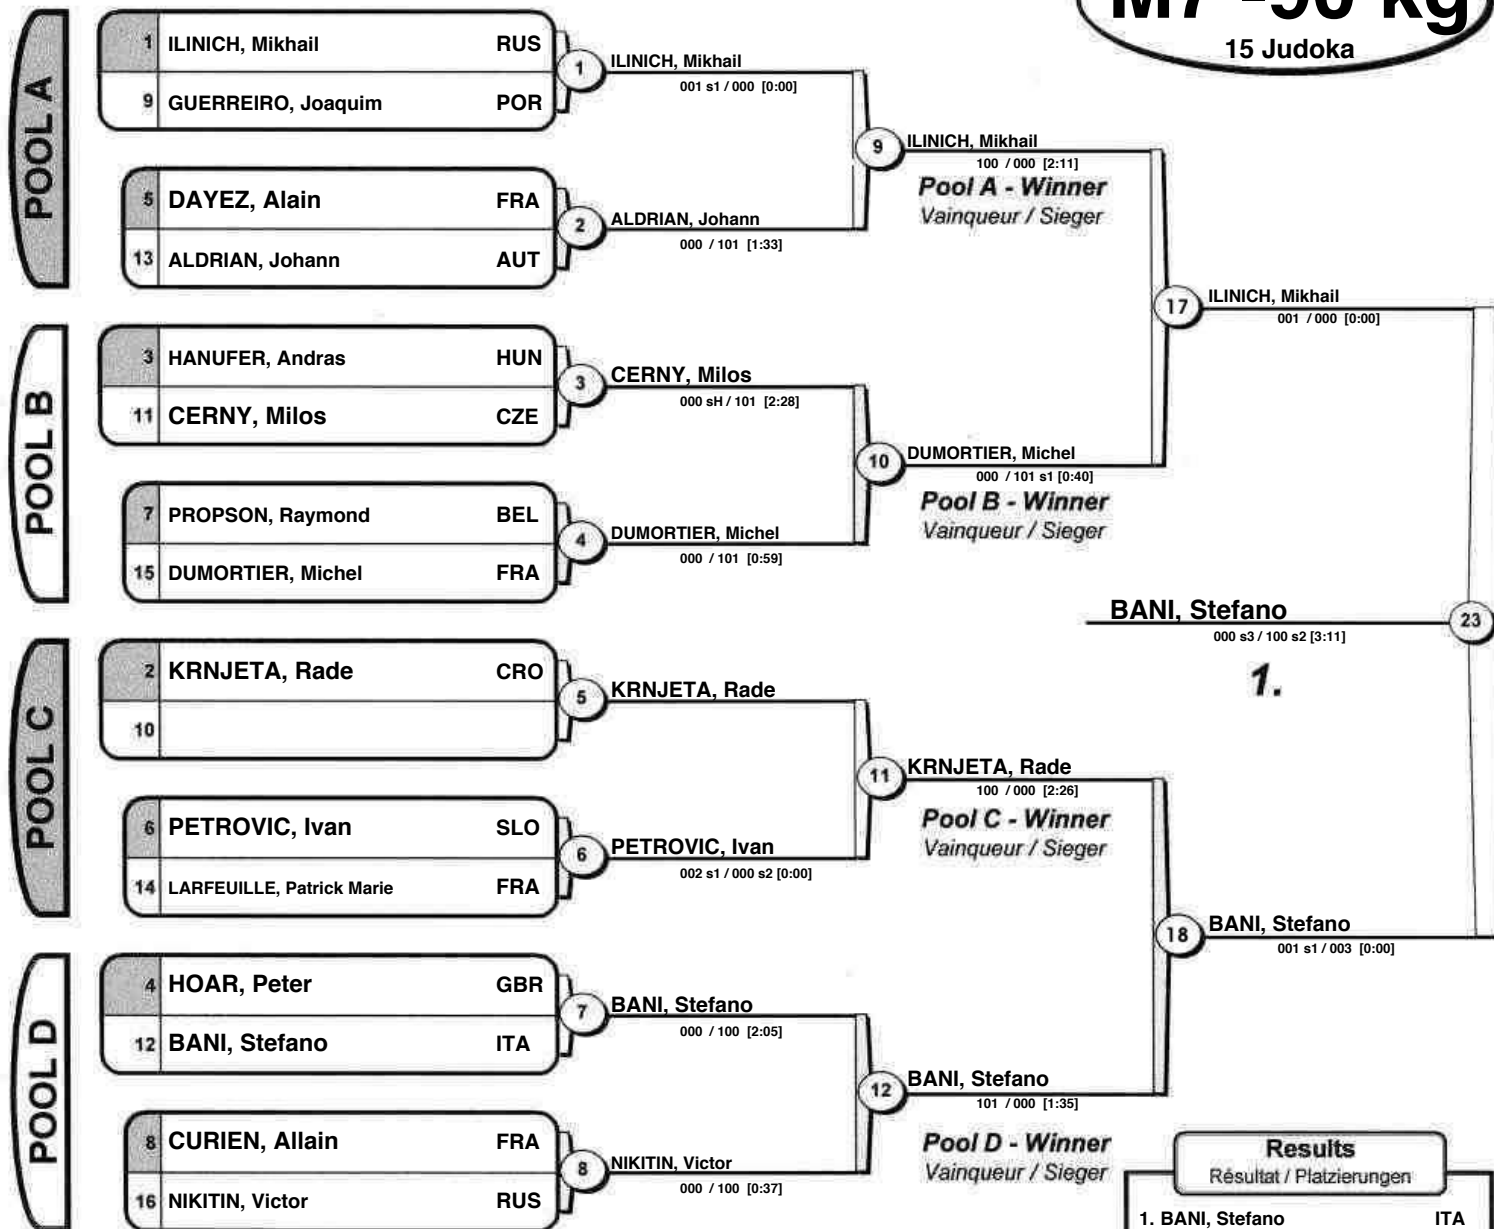 M7 -90 kg
15 Judoka
POOL A
1 ILINICH, Mikhail RUS
9 GUERREIRO, Joaquim POR
5 DAYEZ, Alain FRA
13 ALDRIAN, Johann AUT
1 ILINICH, Mikhail
001 s1 / 000 [0:00]
2 ALDRIAN, Johann
000 / 101 [1:33]
9 ILINICH, Mikhail
100 / 000 [2:11]
Pool A - Winner
Vainqueur / Sieger
POOL B
3 HANUFER, Andras HUN
11 CERNY, Milos CZE
7 PROPSON, Raymond BEL
15 DUMORTIER, Michel FRA
3 CERNY, Milos
000 sH / 101 [2:28]
4 DUMORTIER, Michel
000 / 101 [0:59]
10 DUMORTIER, Michel
000 / 101 s1 [0:40]
Pool B - Winner
Vainqueur / Sieger
17 ILINICH, Mikhail
001 / 000 [0:00]
BANI, Stefano 23
000 s3 / 100 s2 [3:11]
1.
POOL C
2 KRNJETA, Rade CRO
10
6 PETROVIC, Ivan SLO
14 LARFEUILLE, Patrick Marie FRA
5 KRNJETA, Rade
6 PETROVIC, Ivan
002 s1 / 000 s2 [0:00]
11 KRNJETA, Rade
100 / 000 [2:26]
Pool C - Winner
Vainqueur / Sieger
18 BANI, Stefano
001 s1 / 003 [0:00]
POOL D
4 HOAR, Peter GBR
12 BANI, Stefano ITA
8 CURIEN, Allain FRA
16 NIKITIN, Victor RUS
7 BANI, Stefano
000 / 100 [2:05]
8 NIKITIN, Victor
000 / 100 [0:37]
12 BANI, Stefano
101 / 000 [1:35]
Pool D - Winner
Vainqueur / Sieger
Results
Résultat / Platzierungen
1. BANI, Stefano ITA